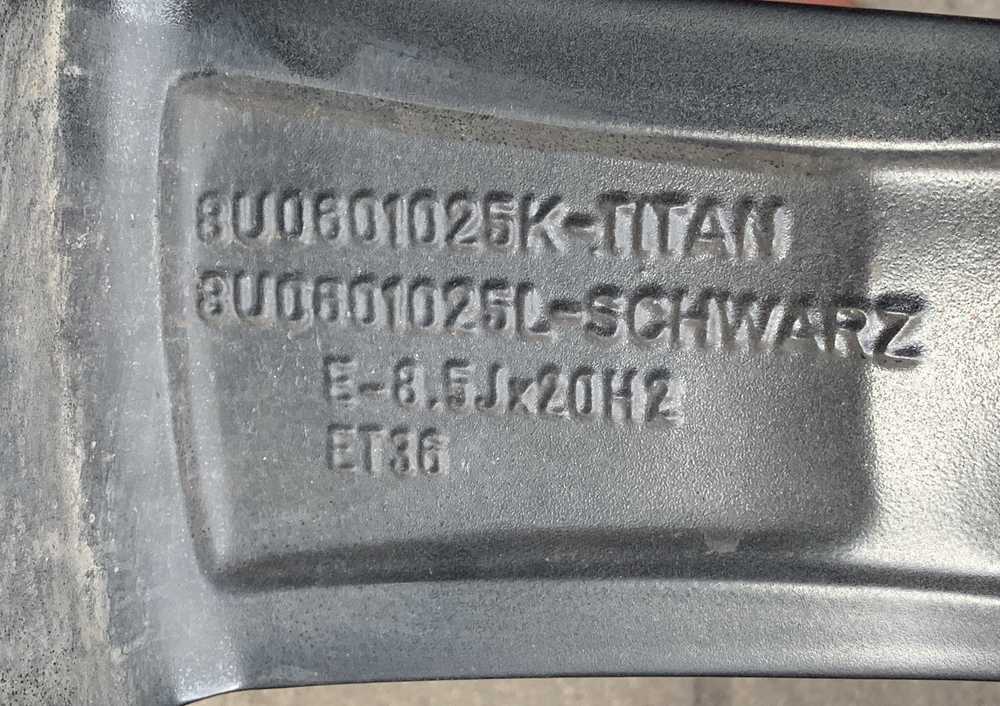 8U0601025K-TITAN
8U0601025L-SCHWARZ
E-8.5Jx20H2
ET36